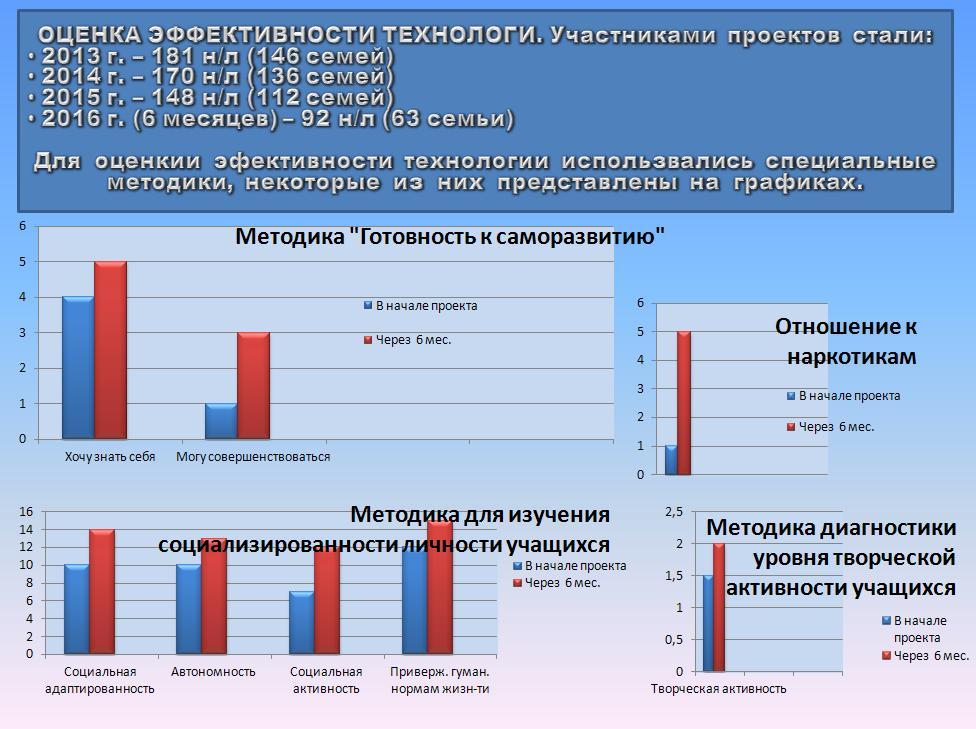 ОЦЕНКА ЭФФЕКТИВНОСТИ ТЕХНОЛОГИ. Участниками проектов стали:
• 2013 г. – 181 н/л (146 семей)
• 2014 г. – 170 н/л (136 семей)
• 2015 г. – 148 н/л (112 семей)
• 2016 г. (6 месяцев) – 92 н/л (63 семьи)
Для оценкии эфективности технологии использвались специальные
методики, некоторые из них представлены на графиках.
Методика "Готовность к саморазвитию"
6
5
4
3
2
1
0
В начале проекта
Через 6 мес.
Хочу знать себя
Могу совершенствоваться
Отношение к
наркотикам
6
5
4
3
2
1
0
В начале проекта
Через 6 мес.
Методика для изучения
социализированности личности учащихся
16
14
12
10
8
6
4
2
0
В начале проекта
Через 6 мес.
Социальная
адаптированность
Автономность
Социальная
активность
Приверж. гуман.
нормам жизн-ти
Методика диагностики
уровня творческой
активности учащихся
2,5
2
1,5
1
0,5
0
В начале
проекта
Через 6 мес.
Творческая активность